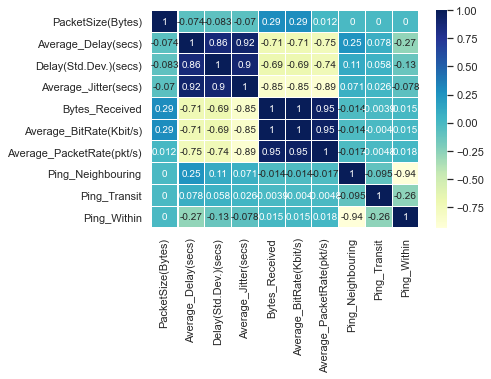 PacketSize(Bytes) 1 -0.074 -0.083 -0.07 0.29 0.29 0.012 0 0 0
Average_Delay(secs) -0.074 1 0.86 0.92 -0.71 -0.71 -0.75 0.25 0.078 -0.27
Delay(Std.Dev.)(secs) -0.083 0.86 1 0.9 -0.69 -0.69 -0.74 0.11 0.058 -0.13
Average_Jitter(secs) -0.07 0.92 0.9 1 -0.85 -0.85 -0.89 0.071 0.026 -0.078
Bytes_Received 0.29 -0.71 -0.69 -0.85 1 1 0.95 -0.014 0.0039 0.015
Average_BitRate(Kbit/s) 0.29 -0.71 -0.69 -0.85 1 1 0.95 -0.014 -0.004 0.015
Average_PacketRate(pkt/s) 0.012 -0.75 -0.74 -0.89 0.95 0.95 1 -0.017 0.0048 0.018
Ping_Neighbouring 0 0.25 0.11 0.071 -0.014 -0.014 -0.017 1 -0.095 -0.94
Ping_Transit 0 0.078 0.058 0.026 0.0039 -0.004 0.0048 -0.095 1 -0.26
Ping_Within 0 -0.27 -0.13 -0.078 0.015 0.015 0.018 -0.94 -0.26 1
PacketSize(Bytes)
Average_Delay(secs)
Delay(Std.Dev.)(secs)
Average_Jitter(secs)
Bytes_Received
Average_BitRate(Kbit/s)
Average_PacketRate(pkt/s)
Ping_Neighbouring
Ping_Transit
Ping_Within
1.00
0.75
0.50
0.25
0.00
−0.25
−0.50
−0.75